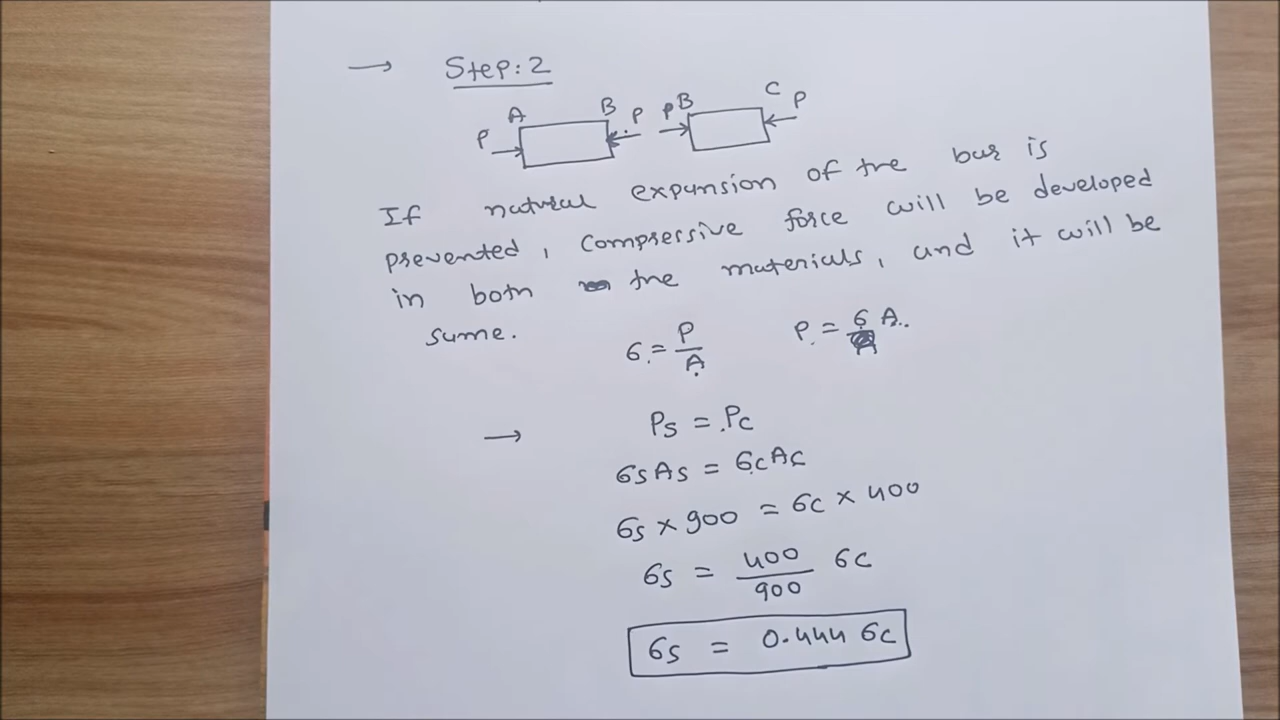 → Step:2
A B P P B C P P
If natural expansion of the bar is
prevented, compressive force will be developed
in both the materials, and it will be
same.
σ = P/A P = σ A
→ Ps = Pc
σs As = σc Ac
σs × 900 = σc × 400
σs = 400/900 σc
σs = 0.444 σc